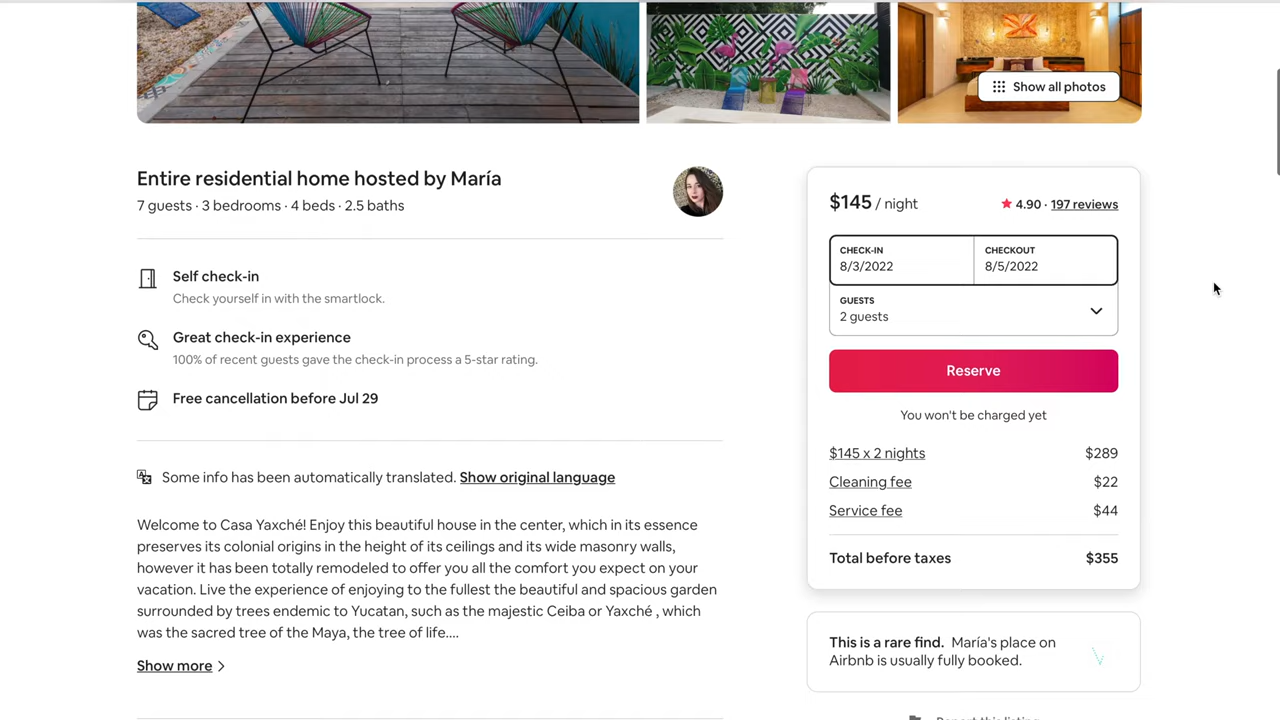 Show all photos
Entire residential home hosted by María
7 guests · 3 bedrooms · 4 beds · 2.5 baths
Self check-in
Check yourself in with the smartlock.
Great check-in experience
100% of recent guests gave the check-in process a 5-star rating.
Free cancellation before Jul 29
Some info has been automatically translated. Show original language
Welcome to Casa Yaxché! Enjoy this beautiful house in the center, which in its essence
preserves its colonial origins in the height of its ceilings and its wide masonry walls,
however it has been totally remodeled to offer you all the comfort you expect on your
vacation. Live the experience of enjoying to the fullest the beautiful and spacious garden
surrounded by trees endemic to Yucatan, such as the majestic Ceiba or Yaxché , which
was the sacred tree of the Maya, the tree of life....
Show more
$145 / night
4.90 · 197 reviews
CHECK-IN
8/3/2022
CHECKOUT
8/5/2022
GUESTS
2 guests
Reserve
You won't be charged yet
$145 x 2 nights $289
Cleaning fee $22
Service fee $44
Total before taxes $355
This is a rare find. María's place on
Airbnb is usually fully booked.
Report this listing